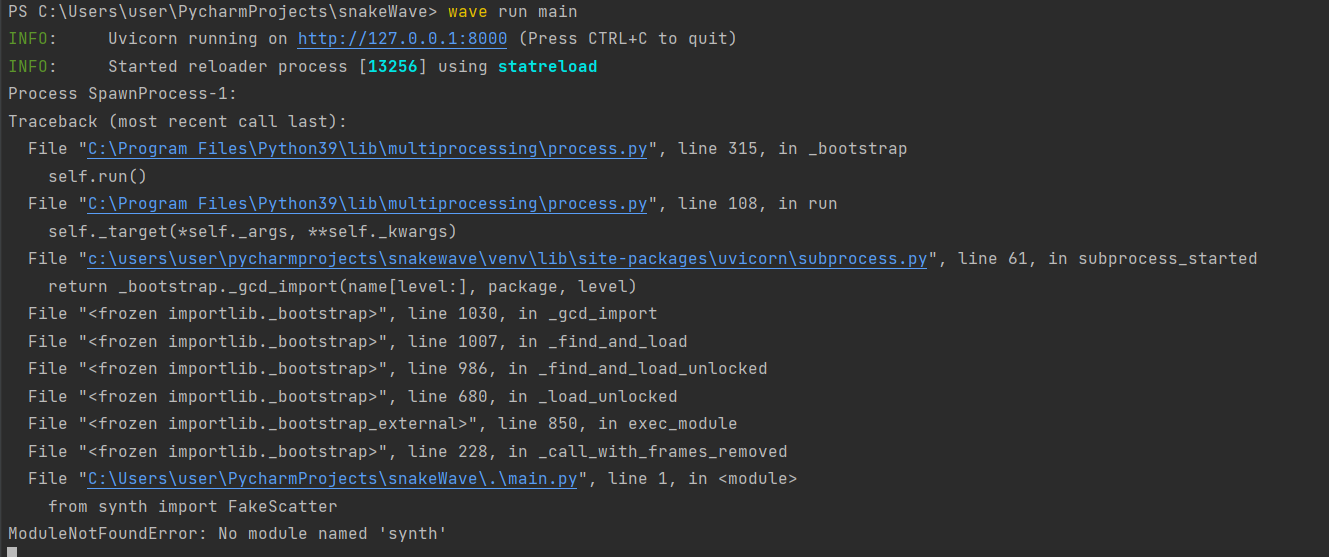 PS C:\Users\user\PycharmProjects\snakeWave> wave run main
INFO:     Uvicorn running on http://127.0.0.1:8000 (Press CTRL+C to quit)
INFO:     Started reloader process [13256] using statreload
Process SpawnProcess-1:
Traceback (most recent call last):
  File "C:\Program Files\Python39\lib\multiprocessing\process.py", line 315, in _bootstrap
    self.run()
  File "C:\Program Files\Python39\lib\multiprocessing\process.py", line 108, in run
    self._target(*self._args, **self._kwargs)
  File "c:\users\user\pycharmprojects\snakewave\venv\lib\site-packages\uvicorn\subprocess.py", line 61, in subprocess_started
    return _bootstrap._gcd_import(name[level:], package, level)
  File "<frozen importlib._bootstrap>", line 1030, in _gcd_import
  File "<frozen importlib._bootstrap>", line 1007, in _find_and_load
  File "<frozen importlib._bootstrap>", line 986, in _find_and_load_unlocked
  File "<frozen importlib._bootstrap>", line 680, in _load_unlocked
  File "<frozen importlib._bootstrap_external>", line 850, in exec_module
  File "<frozen importlib._bootstrap>", line 228, in _call_with_frames_removed
  File "C:\Users\user\PycharmProjects\snakeWave\.\main.py", line 1, in <module>
    from synth import FakeScatter
ModuleNotFoundError: No module named 'synth'